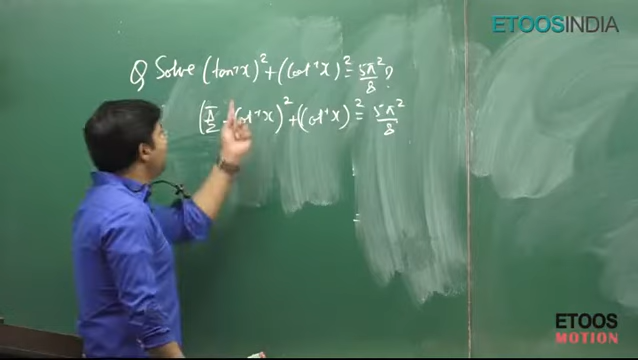 ETOOSINDIA
Q Solve (tan⁻¹x)² + (cot⁻¹x)² = 5π²/8 ?
(π/2 - cot⁻¹x)² + (cot⁻¹x)² = 5π²/8
=
ETOOS
MOTION